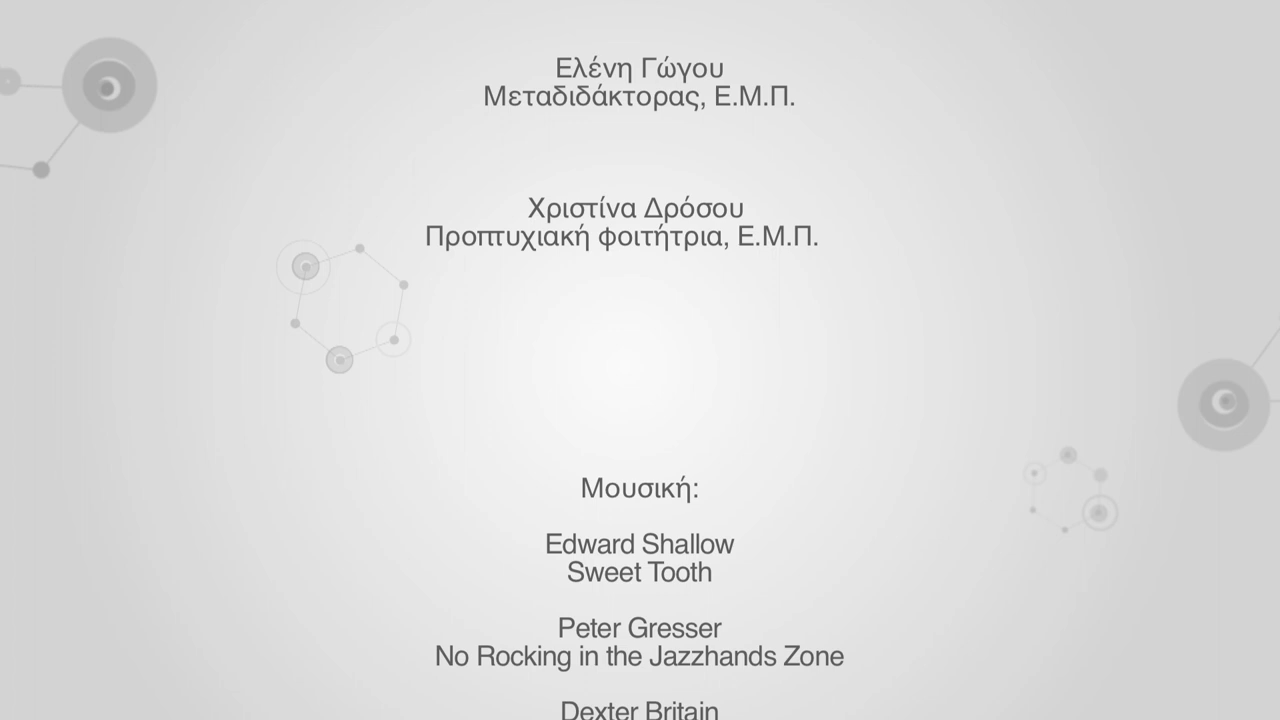 Ελένη Γώγου
Μεταδιδάκτορας, Ε.Μ.Π.
Χριστίνα Δρόσου
Προπτυχιακή φοιτήτρια, Ε.Μ.Π.
Μουσική:
Edward Shallow
Sweet Tooth
Peter Gresser
No Rocking in the Jazzhands Zone
Dexter Britain